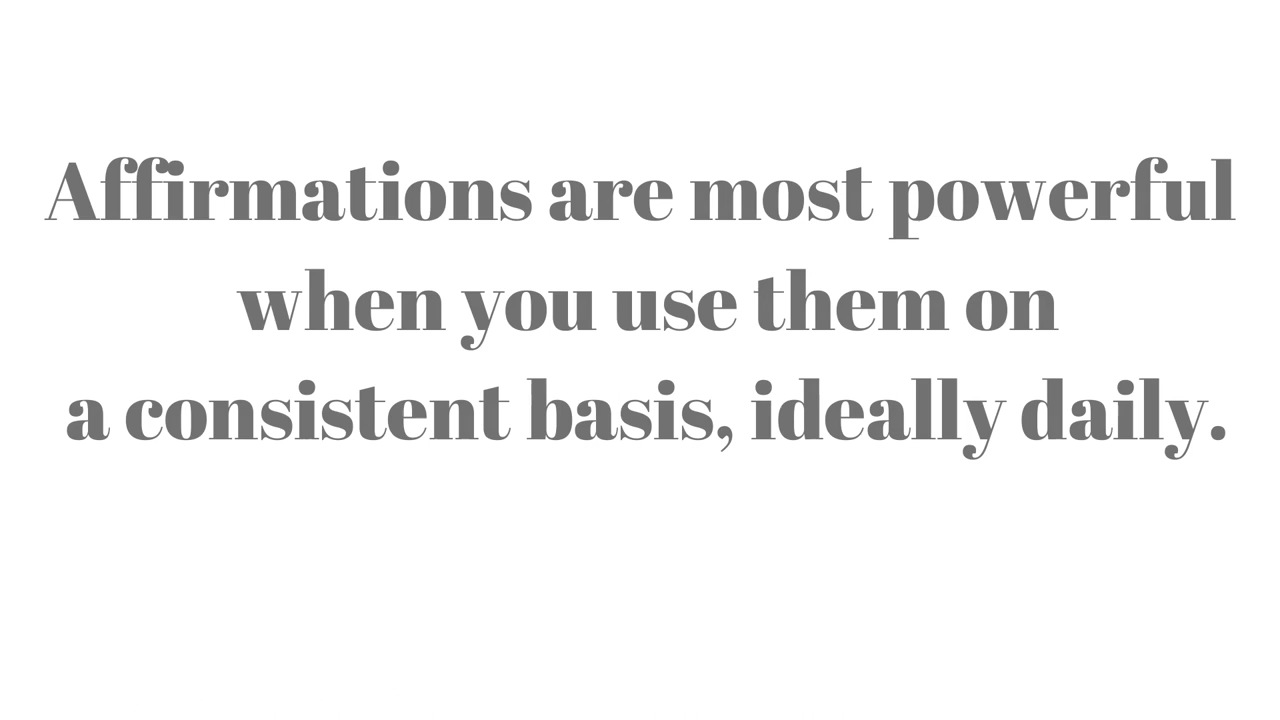 Affirmations are most powerful
when you use them on
a consistent basis, ideally daily.